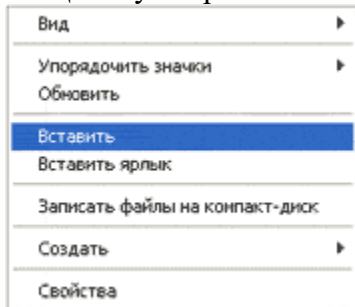 Вид
Упорядочить значки
Обновить
Вставить
Вставить ярлык
Записать файлы на компакт-диск
Создать
Свойства